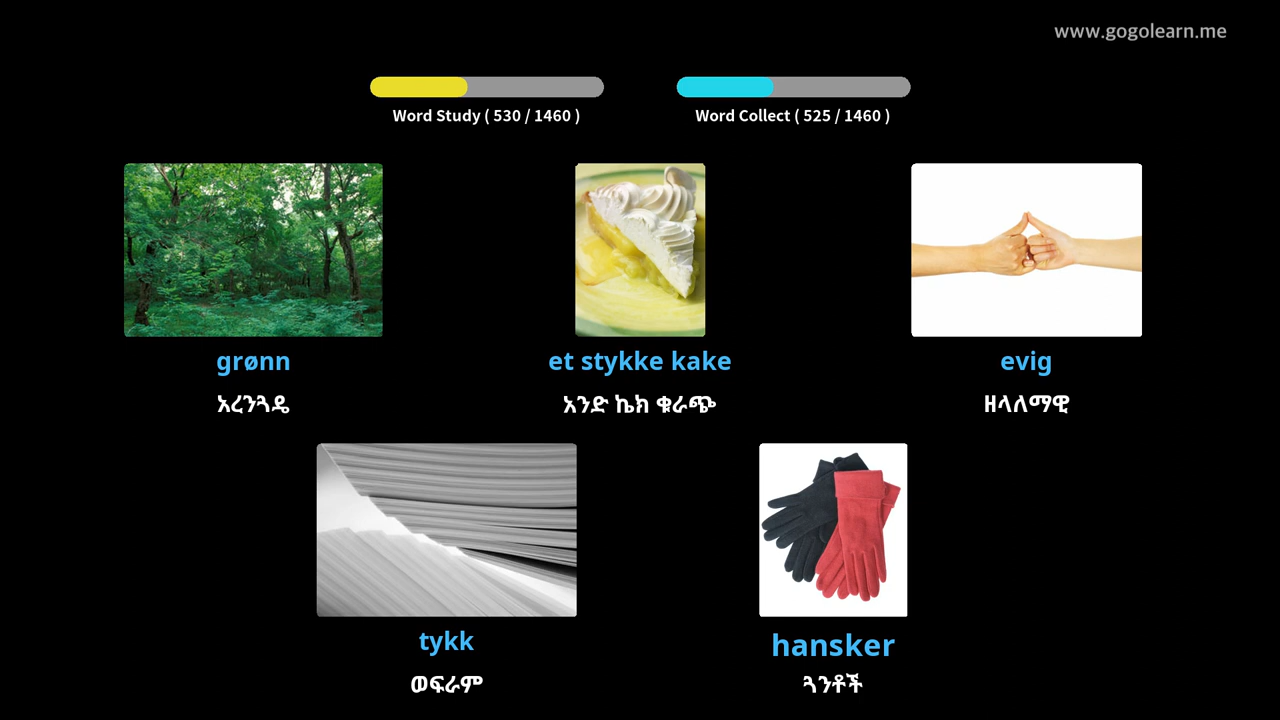 www.gogolearn.me
Word Study ( 530 / 1460 )
Word Collect ( 525 / 1460 )
grønn
አረንጓዴ
et stykke kake
አንድ ኬክ ቁራጭ
evig
ዘላለማዊ
tykk
ወፍራም
hansker
ጓንቶች